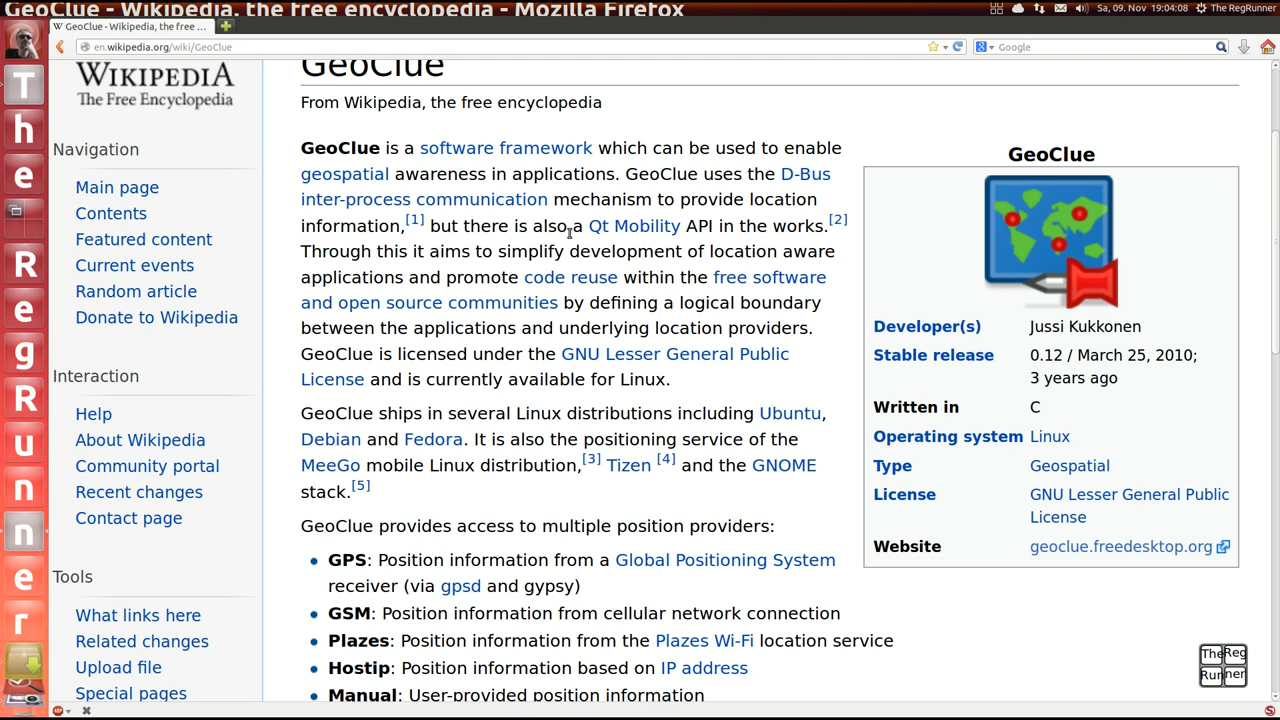 GeoClue - Wikipedia, the free encyclopedia - Mozilla Firefox
Sa, 09. Nov 19:04:08 The RegRunner
W GeoClue - Wikipedia, the free ...
en.wikipedia.org/wiki/GeoClue
Google
T
h
e
R
e
g
R
u
n
n
e
r
WIKIPEDIA
The Free Encyclopedia
Navigation
Main page
Contents
Featured content
Current events
Random article
Donate to Wikipedia
Interaction
Help
About Wikipedia
Community portal
Recent changes
Contact page
Tools
What links here
Related changes
Upload file
Special pages
GeoClue
From Wikipedia, the free encyclopedia
GeoClue is a software framework which can be used to enable
geospatial awareness in applications. GeoClue uses the D-Bus
inter-process communication mechanism to provide location
information,[1] but there is also a Qt Mobility API in the works.[2]
Through this it aims to simplify development of location aware
applications and promote code reuse within the free software
and open source communities by defining a logical boundary
between the applications and underlying location providers.
GeoClue is licensed under the GNU Lesser General Public
License and is currently available for Linux.
GeoClue ships in several Linux distributions including Ubuntu,
Debian and Fedora. It is also the positioning service of the
MeeGo mobile Linux distribution,[3] Tizen [4] and the GNOME
stack.[5]
GeoClue provides access to multiple position providers:
GPS: Position information from a Global Positioning System
receiver (via gpsd and gypsy)
GSM: Position information from cellular network connection
Plazes: Position information from the Plazes Wi-Fi location service
Hostip: Position information based on IP address
Manual: User-provided position information
GeoClue
Developer(s) Jussi Kukkonen
Stable release 0.12 / March 25, 2010;
3 years ago
Written in C
Operating system Linux
Type Geospatial
License GNU Lesser General Public
License
Website geoclue.freedesktop.org
The Reg
Run ner